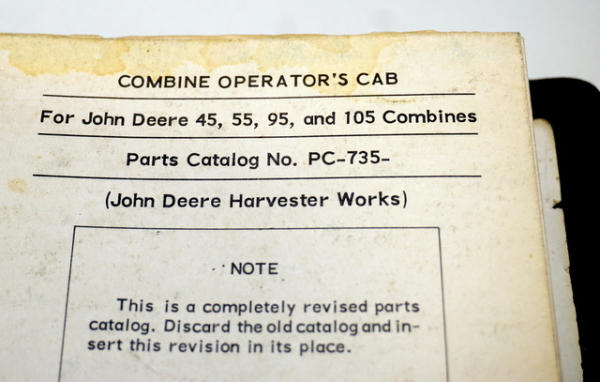 COMBINE OPERATOR'S CAB
For John Deere 45, 55, 95, and 105 Combines
Parts Catalog No. PC-735-
(John Deere Harvester Works)
NOTE
This is a completely revised parts
catalog. Discard the old catalog and in-
sert this revision in its place.